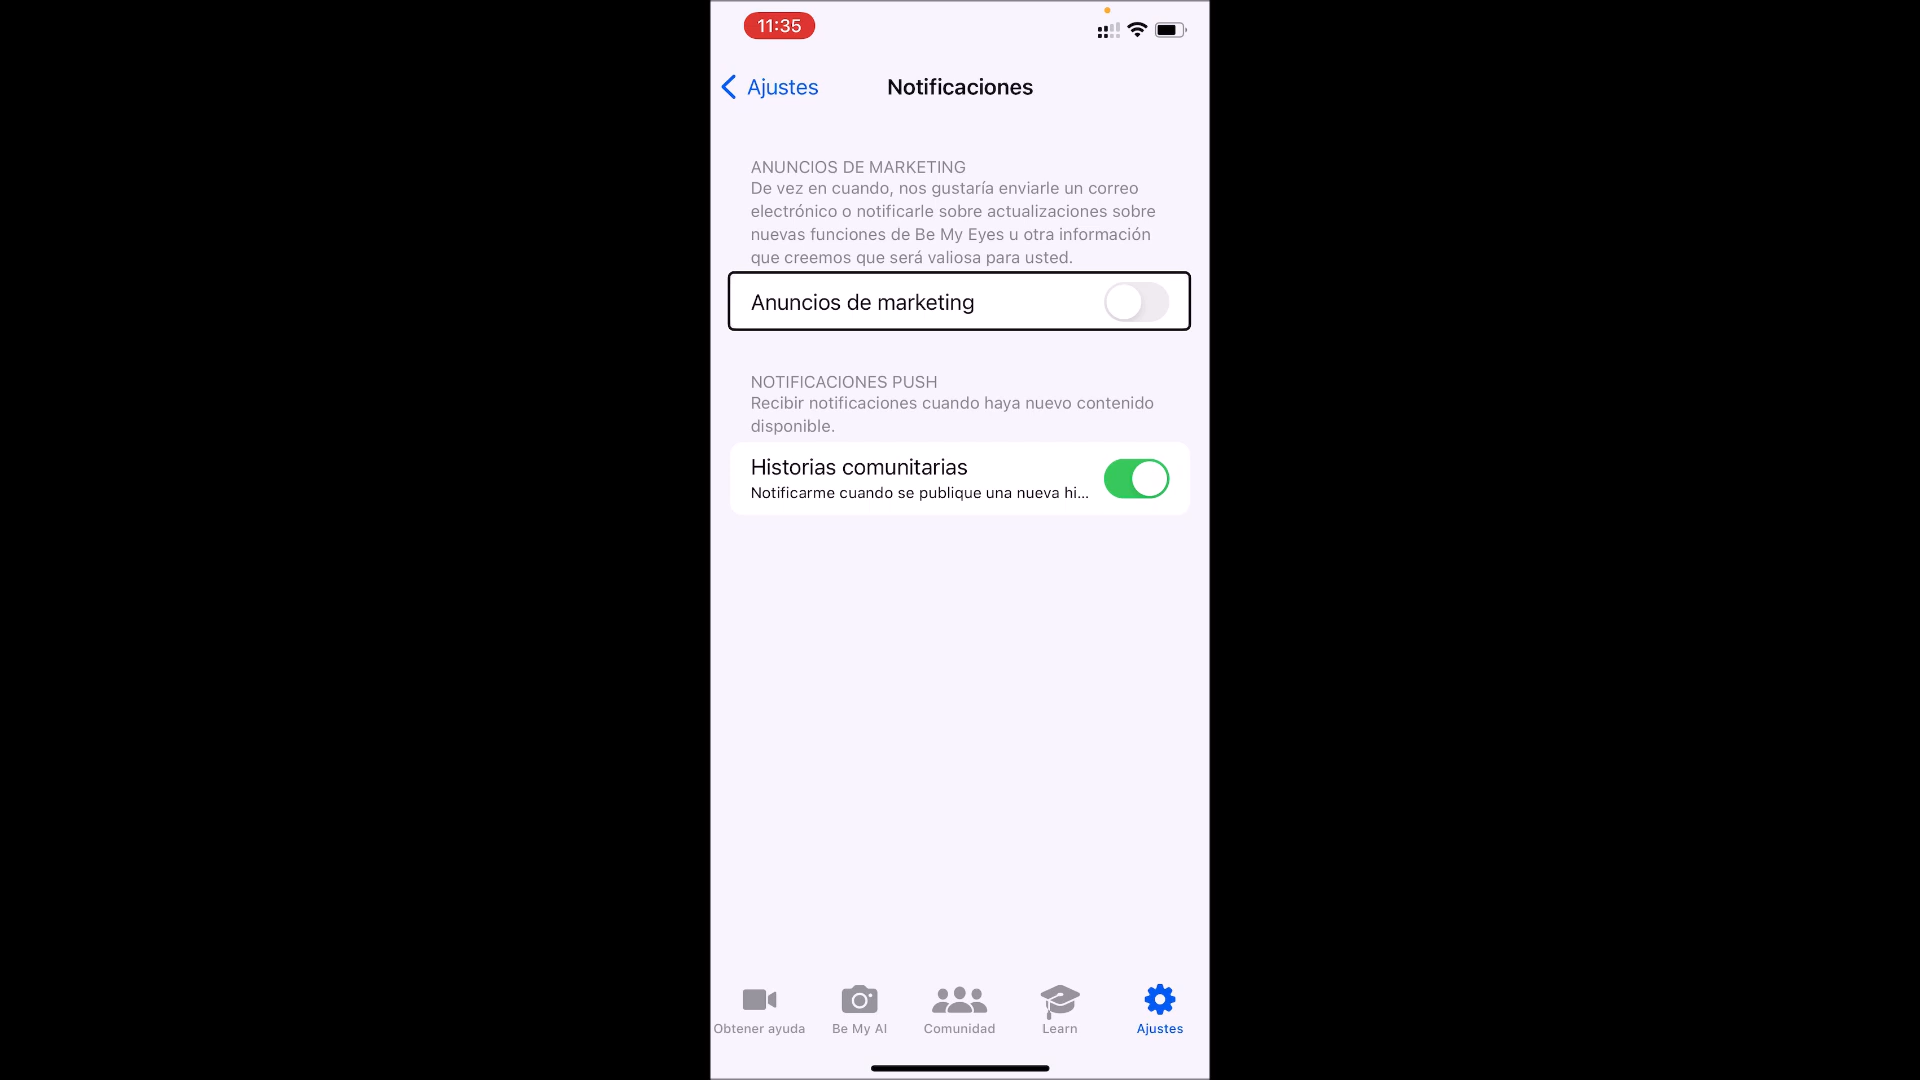 11:35
Ajustes
Notificaciones
ANUNCIOS DE MARKETING
De vez en cuando, nos gustaría enviarle un correo
electrónico o notificarle sobre actualizaciones sobre
nuevas funciones de Be My Eyes u otra información
que creemos que será valiosa para usted.
Anuncios de marketing
NOTIFICACIONES PUSH
Recibir notificaciones cuando haya nuevo contenido
disponible.
Historias comunitarias
Notificarme cuando se publique una nueva hi...
Obtener ayuda
Be My AI
Comunidad
Learn
Ajustes